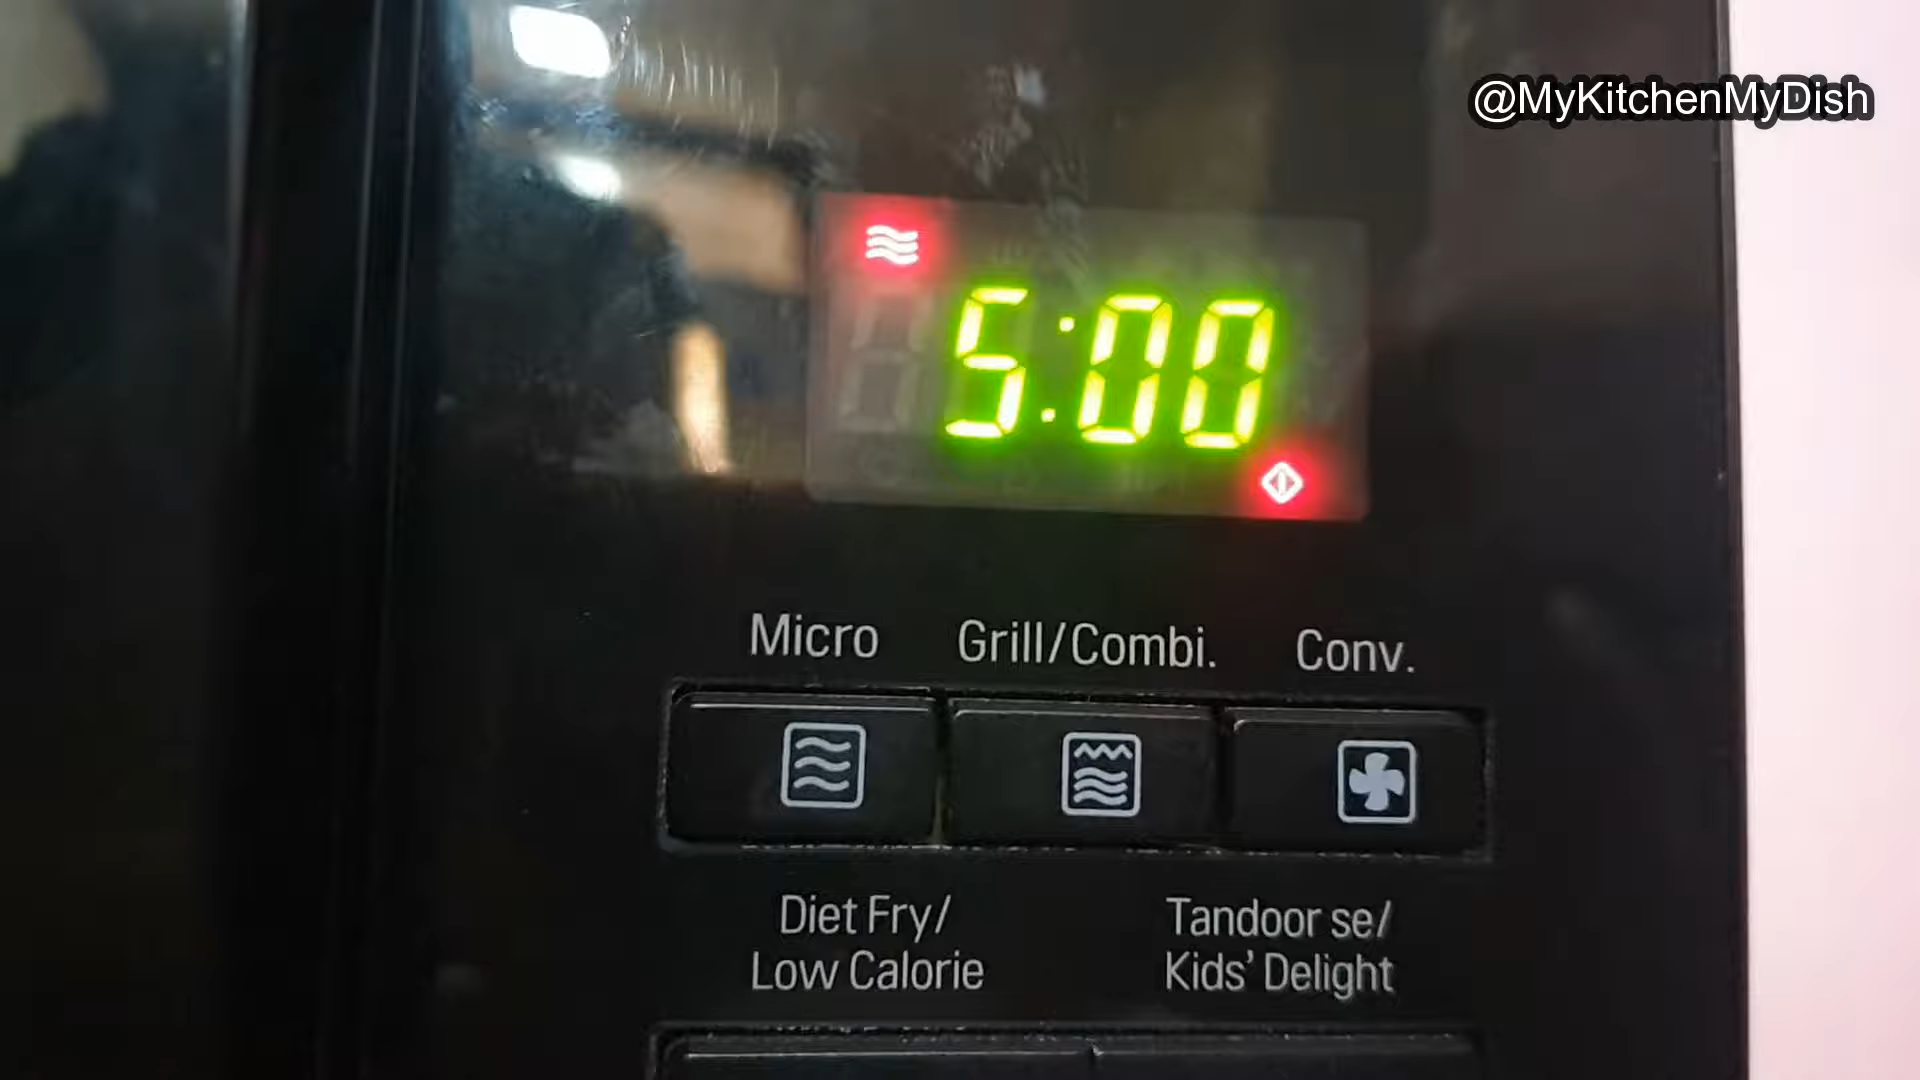 @MyKitchenMyDish
5:00
Micro Grill/Combi. Conv.
Diet Fry/ Tandoor se/
Low Calorie Kids' Delight